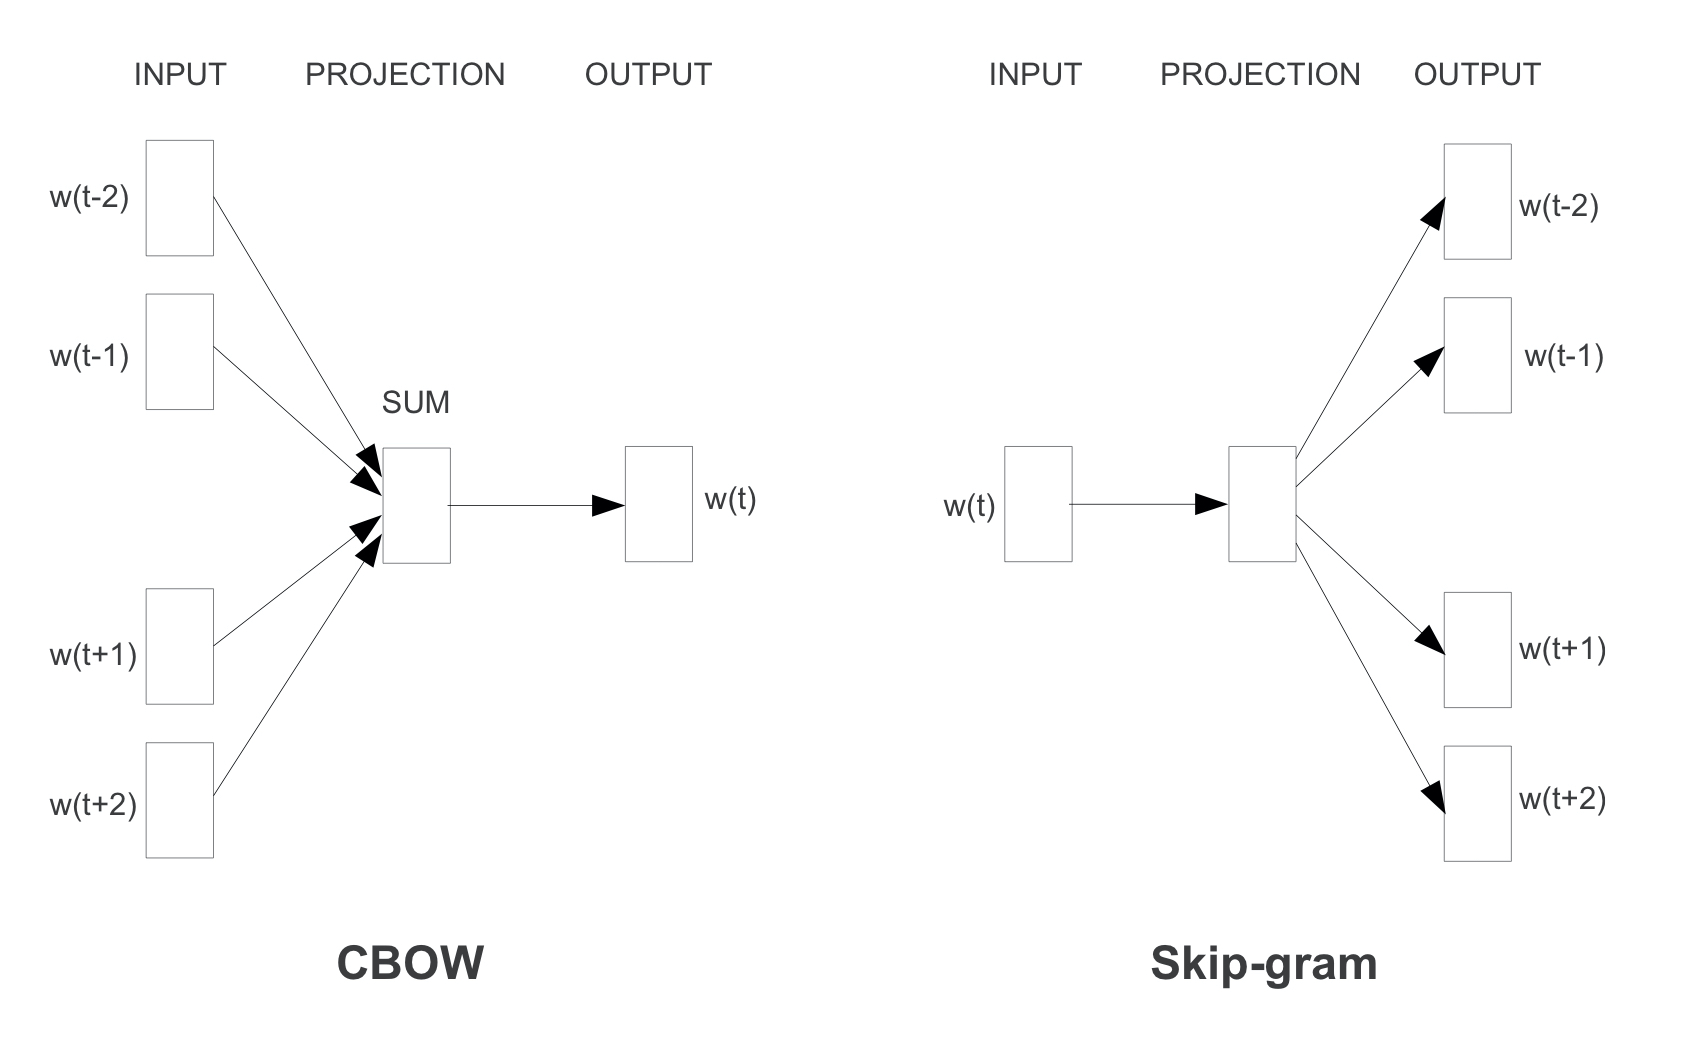 INPUT PROJECTION OUTPUT
w(t-2)
w(t-1)
SUM
w(t)
w(t+1)
w(t+2)
CBOW
INPUT PROJECTION OUTPUT
w(t-2)
w(t-1)
w(t)
w(t+1)
w(t+2)
Skip-gram